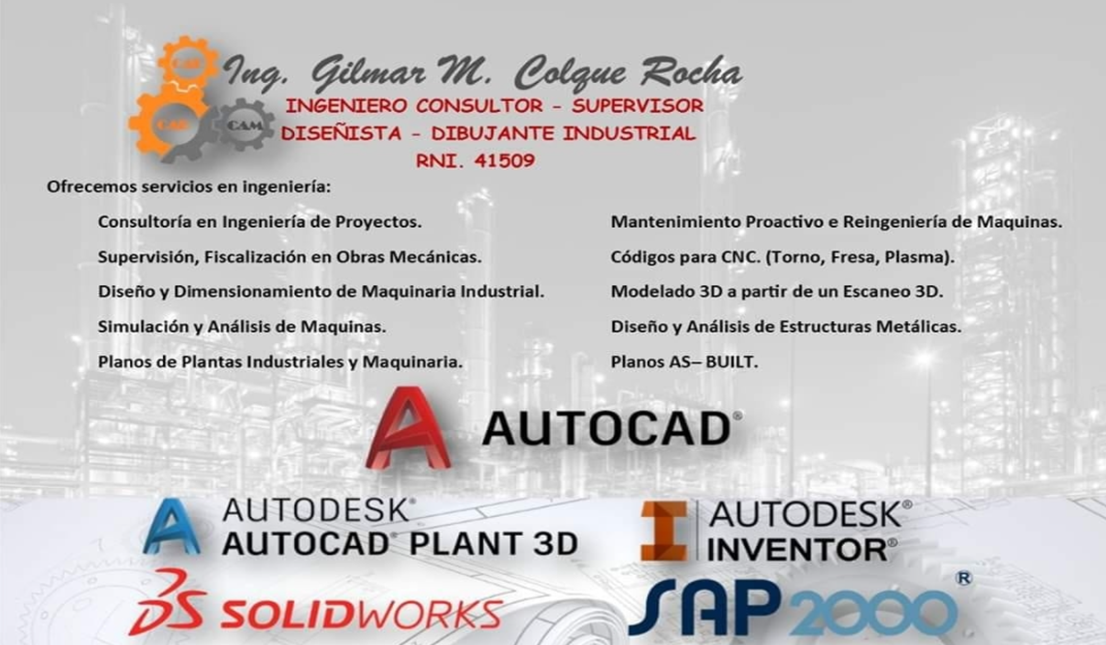 Ing. Gilmar M. Colque Rocha
INGENIERO CONSULTOR - SUPERVISOR
DISEÑISTA - DIBUJANTE INDUSTRIAL
RNI. 41509
CAM
Ofrecemos servicios en ingeniería:
Consultoría en Ingeniería de Proyectos.
Supervisión, Fiscalización en Obras Mecánicas.
Diseño y Dimensionamiento de Maquinaria Industrial.
Simulación y Análisis de Maquinas.
Planos de Plantas Industriales y Maquinaria.
Mantenimiento Proactivo e Reingeniería de Maquinas.
Códigos para CNC. (Torno, Fresa, Plasma).
Modelado 3D a partir de un Escaneo 3D.
Diseño y Análisis de Estructuras Metálicas.
Planos AS– BUILT.
AUTOCAD®
AUTODESK®
AUTOCAD® PLANT 3D
AUTODESK®
INVENTOR®
SOLIDWORKS
SAP2000®